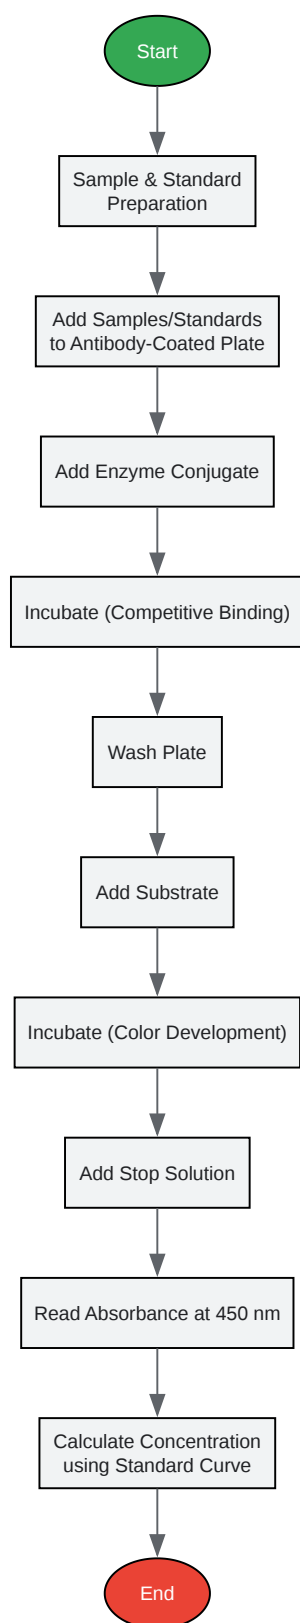 Start
Sample & Standard
Preparation
Add Samples/Standards
to Antibody-Coated Plate
Add Enzyme Conjugate
Incubate (Competitive Binding)
Wash Plate
Add Substrate
Incubate (Color Development)
Add Stop Solution
Read Absorbance at 450 nm
Calculate Concentration
using Standard Curve
End